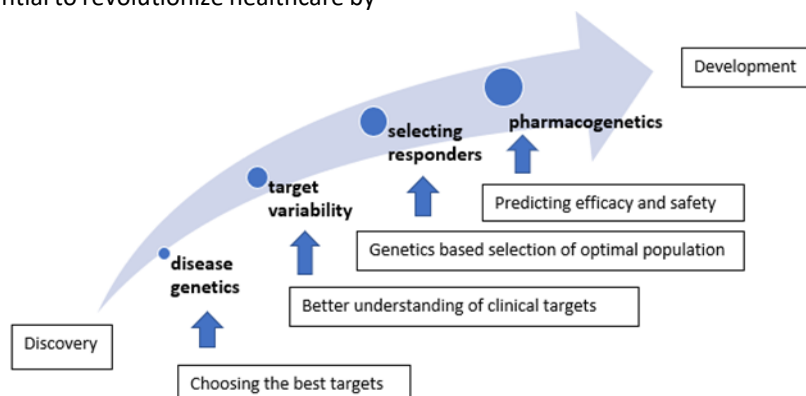 ntial to revolutionize healthcare by
Development
pharmacogenetics
selecting
responders
Predicting efficacy and safety
target
variability
Genetics based selection of optimal population
disease
genetics
Better understanding of clinical targets
Discovery
Choosing the best targets